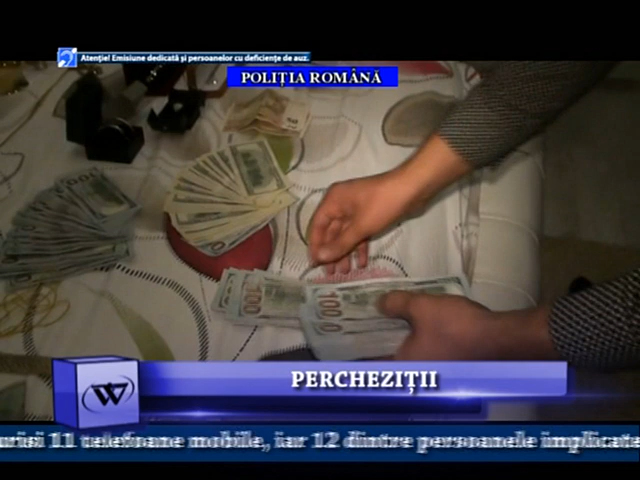 Atenție! Emisiune dedicată și persoanelor cu deficiențe de auz.
POLIȚIA ROMÂNĂ
100
100
PERCHEZIȚII
W
11 telefoane mobile, iar 12 dintre persoanele implicate